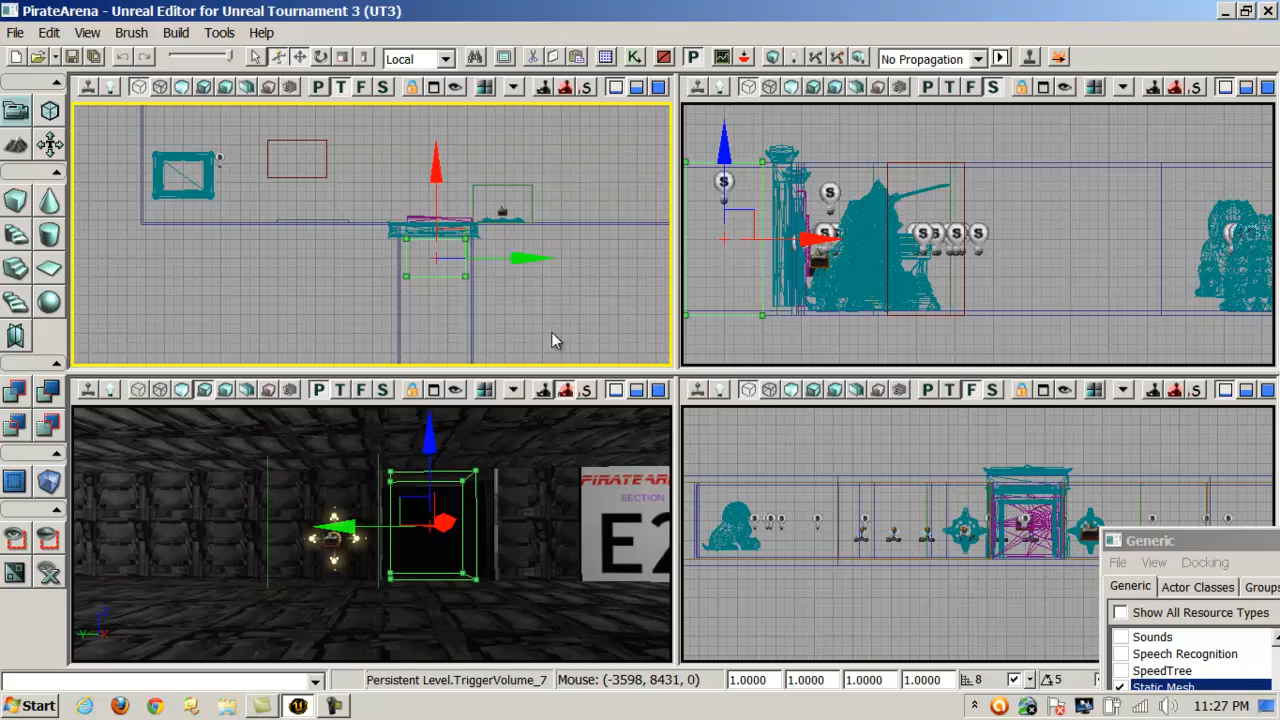 PirateArena - Unreal Editor for Unreal Tournament 3 (UT3)
File Edit View Brush Build Tools Help
Local No Propagation
P T F S P T F S
P T F S P T F S
PIRATE AR
SECTION
E2
Generic
File View Docking
Generic Actor Classes Groups
Show All Resource Types
Sounds
Speech Recognition
SpeedTree
Static Mesh
Persistent Level.TriggerVolume_7 Mouse: (-3598, 8431, 0) 1.0000 1.0000 1.0000 1.0000 8 5
Start 11:27 PM